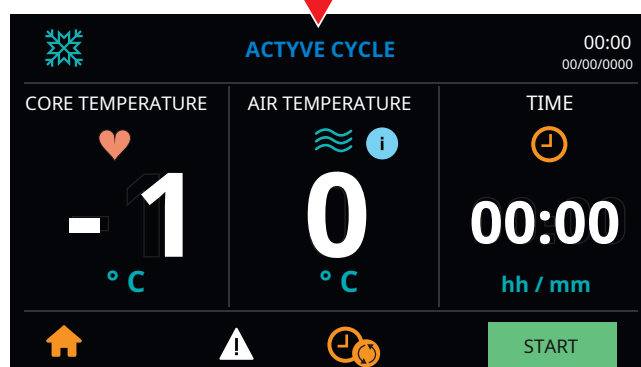 ACTYVE CYCLE
00:00
00/00/0000
CORE TEMPERATURE
AIR TEMPERATURE
TIME
i
- 1
0
00:00
° C
° C
hh / mm
START